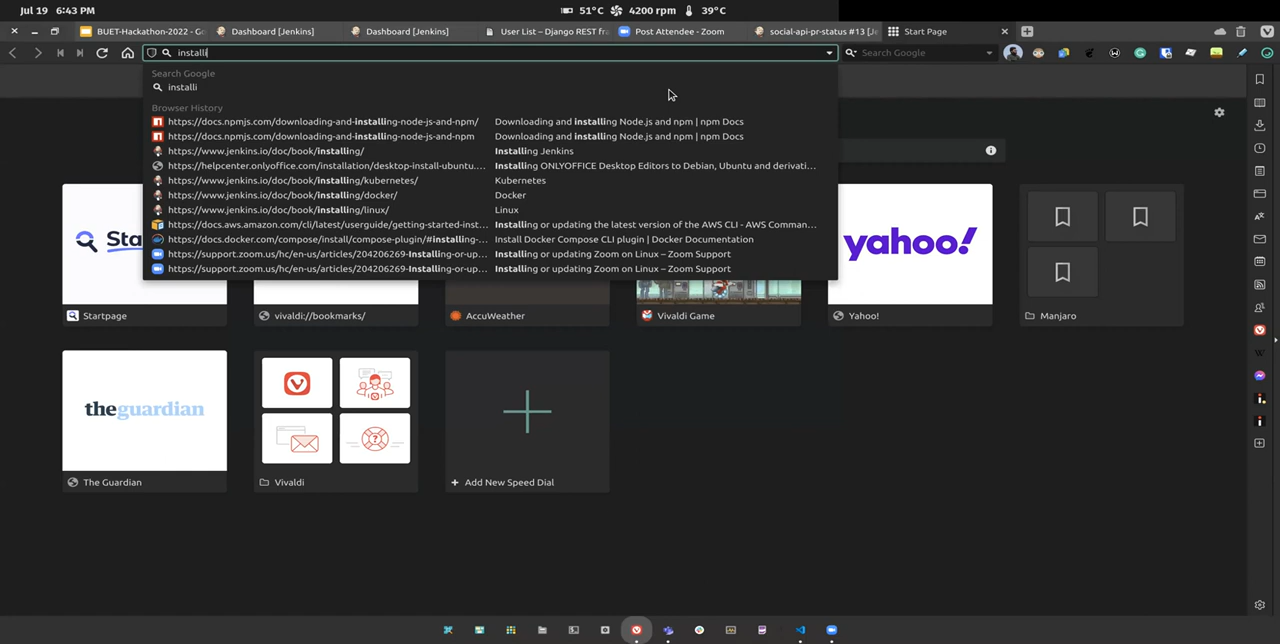 Jul 19 6:43 PM
51°C 4200 rpm 39°C
BUET-Hackathon-2022 - Go
Dashboard [Jenkins]
Dashboard [Jenkins]
User List – Django REST fra
Post Attendee - Zoom
social-api-pr-status #13 [Je
Start Page
installi
Search Google
Search Google
installi
Browser History
https://docs.npmjs.com/downloading-and-installing-node-js-and-npm/ Downloading and installing Node.js and npm | npm Docs
https://docs.npmjs.com/downloading-and-installing-node-js-and-npm Downloading and installing Node.js and npm | npm Docs
https://www.jenkins.io/doc/book/installing/ Installing Jenkins
https://helpcenter.onlyoffice.com/installation/desktop-install-ubuntu.… Installing ONLYOFFICE Desktop Editors to Debian, Ubuntu and derivati…
https://www.jenkins.io/doc/book/installing/kubernetes/ Kubernetes
https://www.jenkins.io/doc/book/installing/docker/ Docker
https://www.jenkins.io/doc/book/installing/linux/ Linux
https://docs.aws.amazon.com/cli/latest/userguide/getting-started-inst… Installing or updating the latest version of the AWS CLI - AWS Comman…
https://docs.docker.com/compose/install/compose-plugin/#installing-… Install Docker Compose CLI plugin | Docker Documentation
https://support.zoom.us/hc/en-us/articles/204206269-Installing-or-up… Installing or updating Zoom on Linux – Zoom Support
https://support.zoom.us/hc/en-us/articles/204206269-Installing-or-up… Installing or updating Zoom on Linux – Zoom Support
Sta
yahoo!
Startpage
vivaldi://bookmarks/
AccuWeather
Vivaldi Game
Yahoo!
Manjaro
theguardian
The Guardian
Vivaldi
Add New Speed Dial